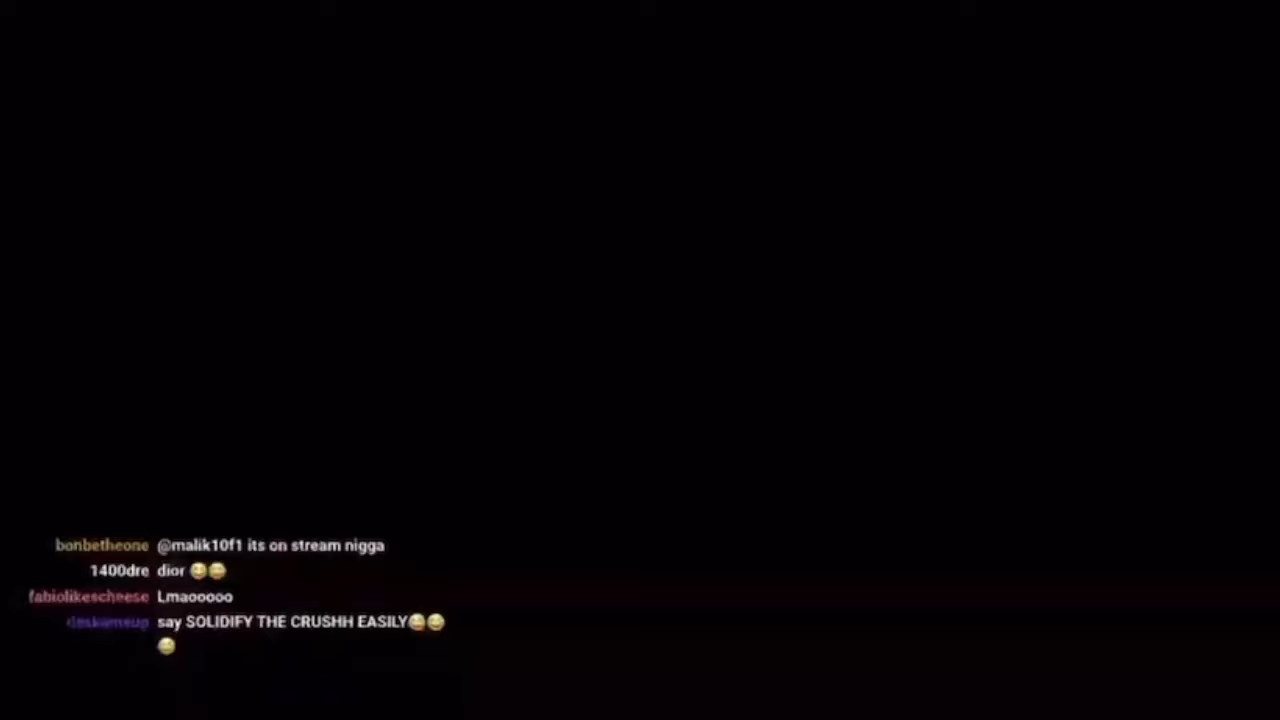 bonbetheone @malik10f1 its on stream nigga
1400dre dior 😅😅
fabiolikescheese Lmaooooo
say SOLIDIFY THE CRUSHH EASILY😅😅
😅